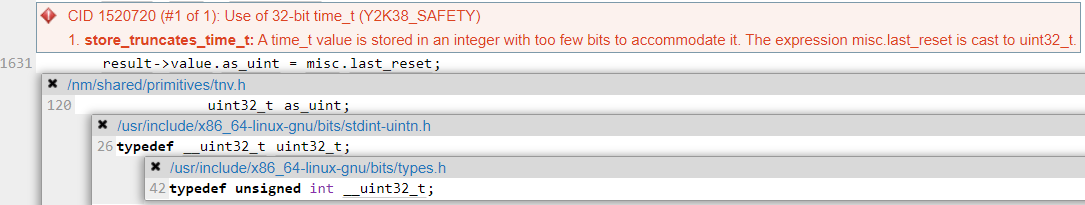 CID 1520720 (#1 of 1): Use of 32-bit time_t (Y2K38_SAFETY)
1. store_truncates_time_t: A time_t value is stored in an integer with too few bits to accommodate it. The expression misc.last_reset is cast to uint32_t.
1631 result->value.as_uint = misc.last_reset;
✖ /nm/shared/primitives/tnv.h
120 uint32_t as_uint;
✖ /usr/include/x86_64-linux-gnu/bits/stdint-uintn.h
26 typedef __uint32_t uint32_t;
✖ /usr/include/x86_64-linux-gnu/bits/types.h
42 typedef unsigned int __uint32_t;